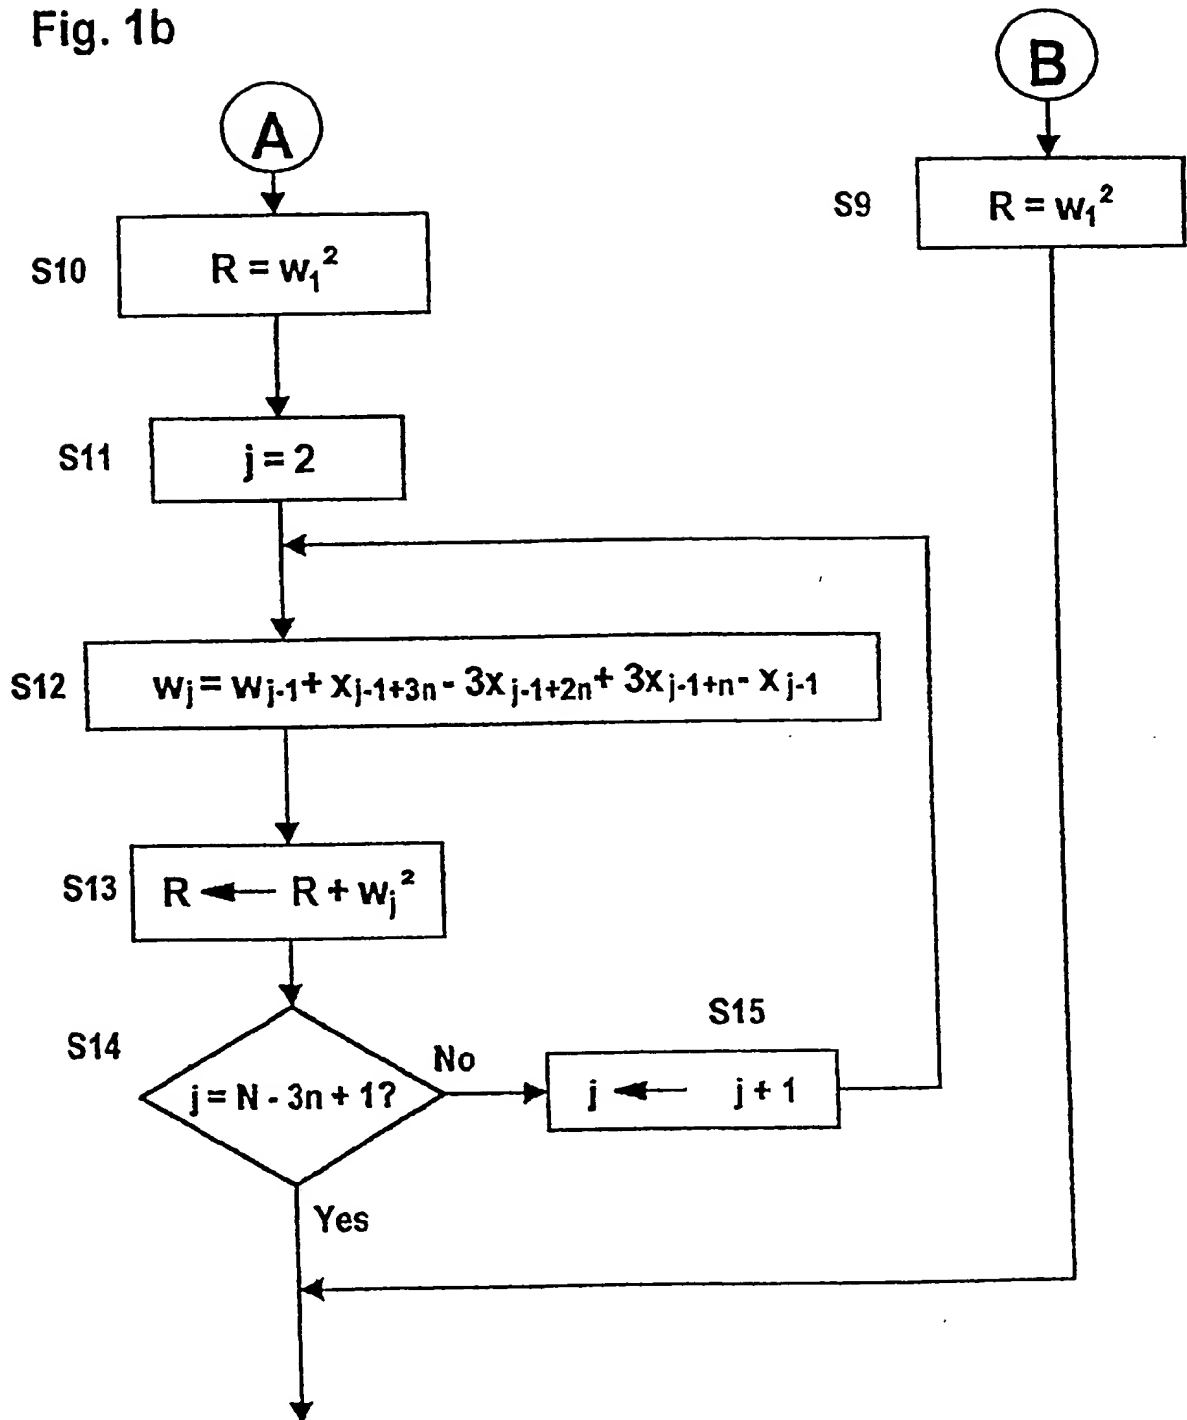 Fig. 1b
B
A
S9
R = w₁²
S10
R = w₁²
S11
j = 2
S12
wⱼ = wⱼ₋₁ + xⱼ₋₁₊₃ₙ - 3xⱼ₋₁₊₂ₙ + 3xⱼ₋₁₊ₙ - xⱼ₋₁
S13
R ← R + wⱼ²
S15
S14
No
j = N - 3n + 1?
j ← j + 1
Yes